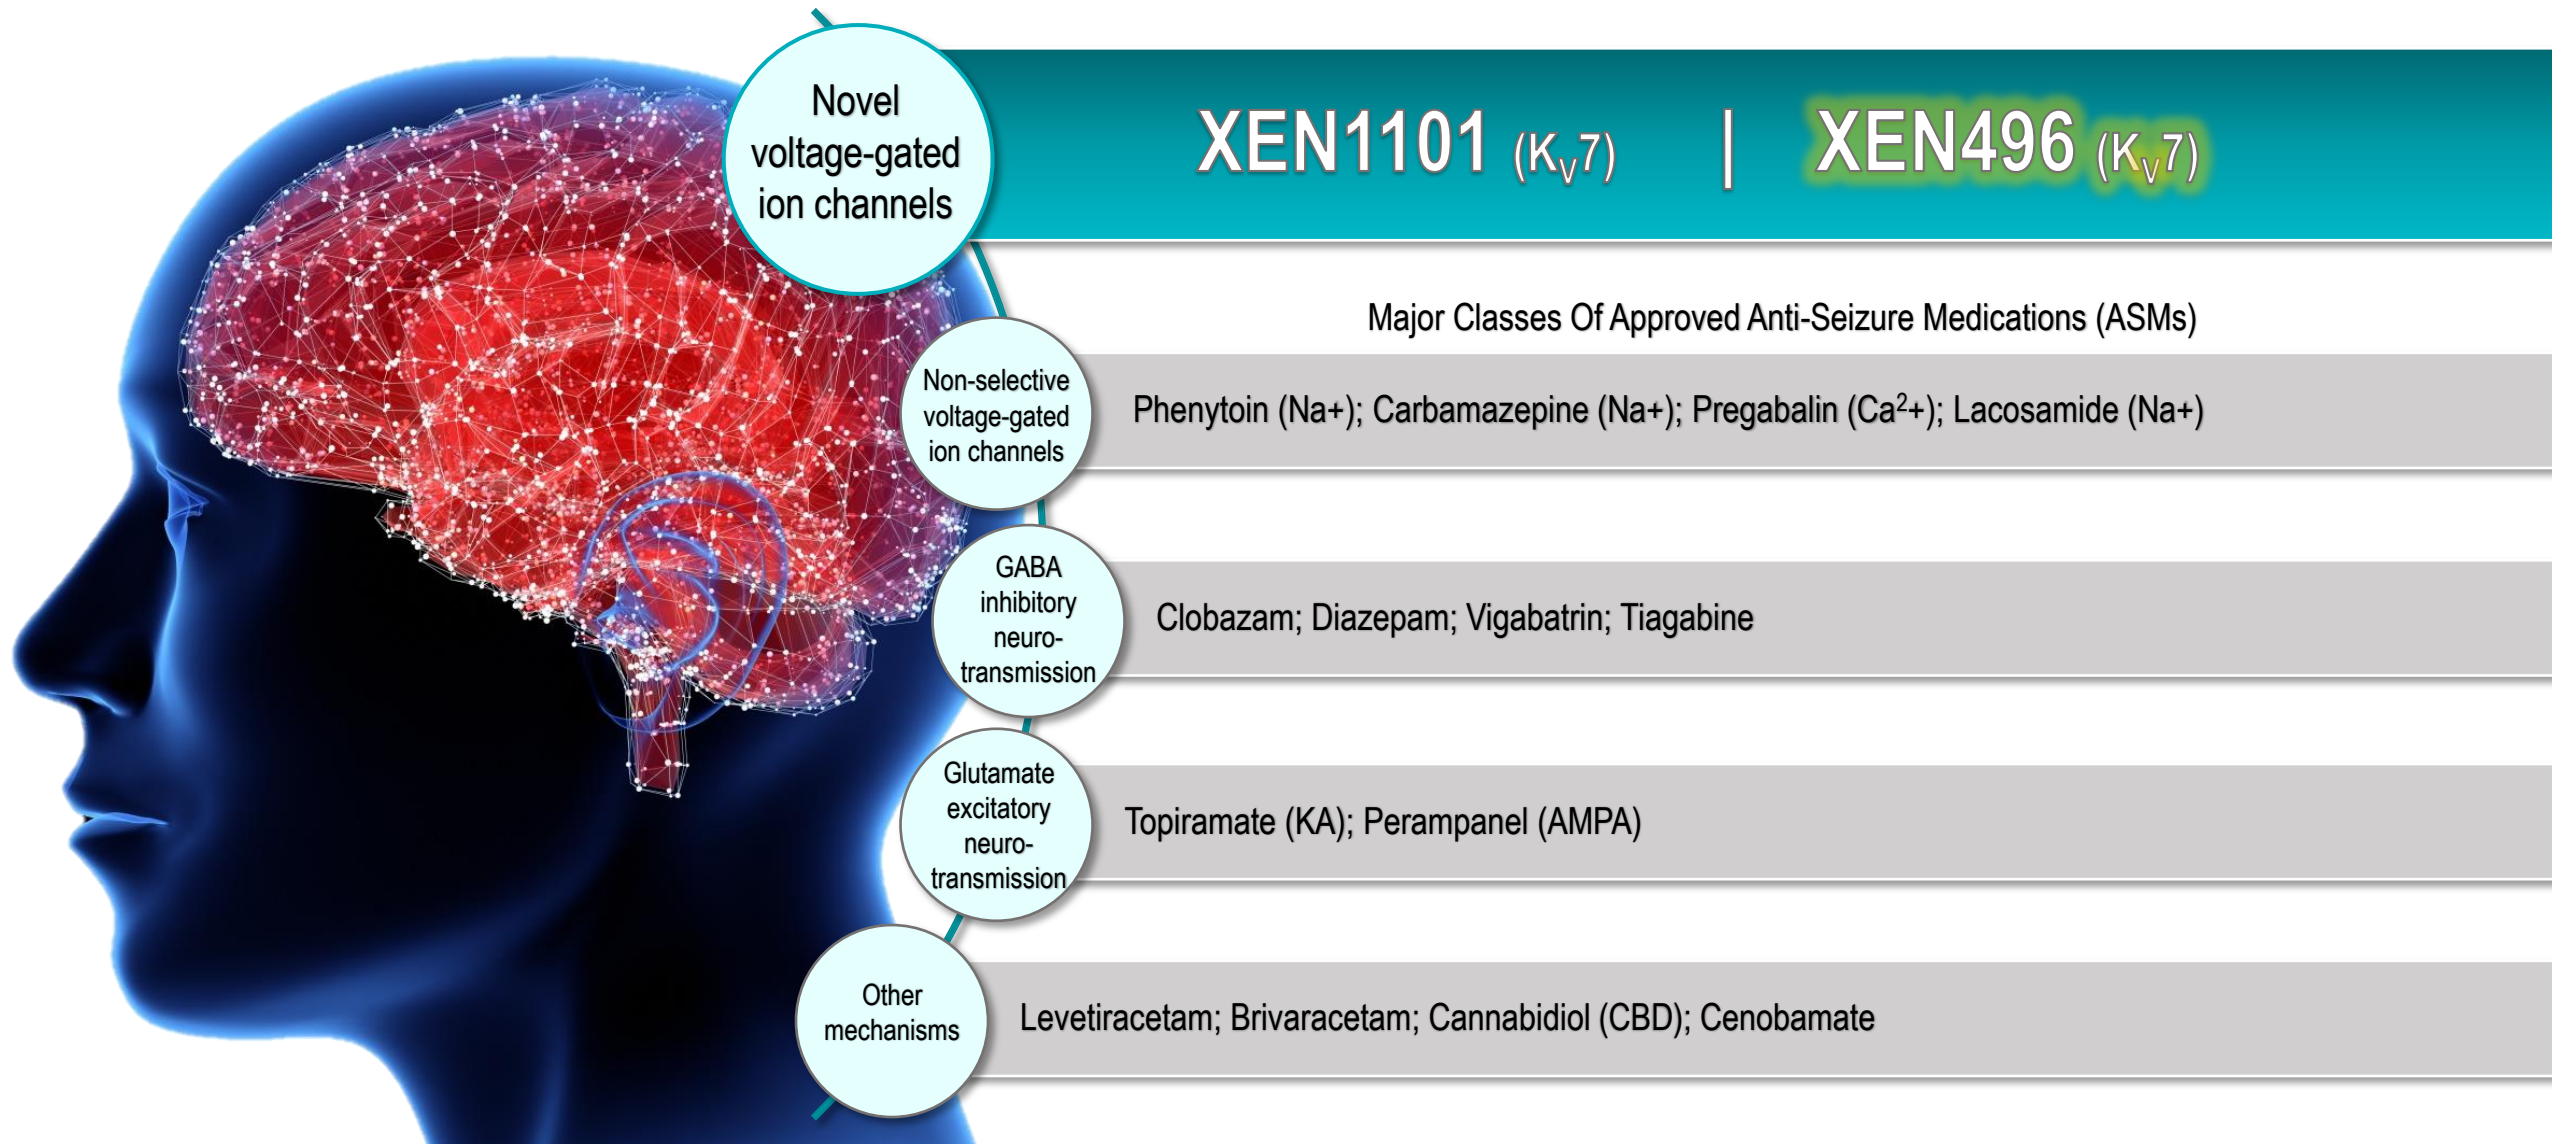 Novel
voltage-gated
ion channels
XEN1101 (Kv7) | XEN496 (Kv7)
Major Classes Of Approved Anti-Seizure Medications (ASMs)
Non-selective
voltage-gated
ion channels
Phenytoin (Na+); Carbamazepine (Na+); Pregabalin (Ca²+); Lacosamide (Na+)
GABA
inhibitory
neuro-
transmission
Clobazam; Diazepam; Vigabatrin; Tiagabine
Glutamate
excitatory
neuro-
transmission
Topiramate (KA); Perampanel (AMPA)
Other
mechanisms
Levetiracetam; Brivaracetam; Cannabidiol (CBD); Cenobamate